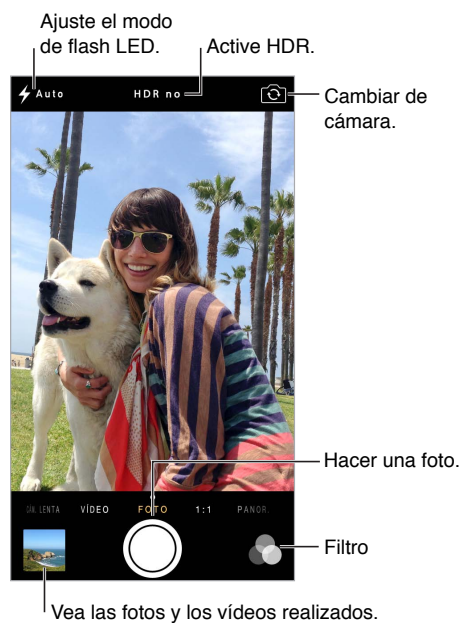 Ajuste el modo
de flash LED.
Active HDR.
Auto
HDR no
Cambiar de
cámara.
Hacer una foto.
CÁM. LENTA VÍDEO FOTO 1:1 PANOR.
Filtro
Vea las fotos y los vídeos realizados.